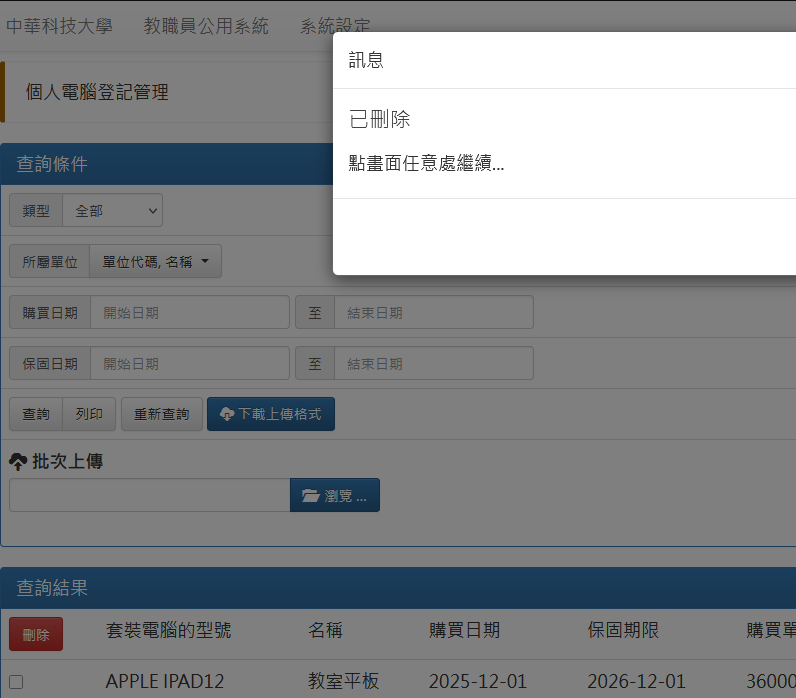 中華科技大學 教職員公用系統 系統設定
訊息
個人電腦登記管理
已刪除
點畫面任意處繼續...
查詢條件
類型 全部
所屬單位 單位代碼, 名稱
購買日期 開始日期 至 結束日期
保固日期 開始日期 至 結束日期
查詢 列印 重新查詢 下載上傳格式
批次上傳
瀏覽 ...
查詢結果
刪除 套裝電腦的型號 名稱 購買日期 保固期限 購買單
APPLE IPAD12 教室平板 2025-12-01 2026-12-01 36000